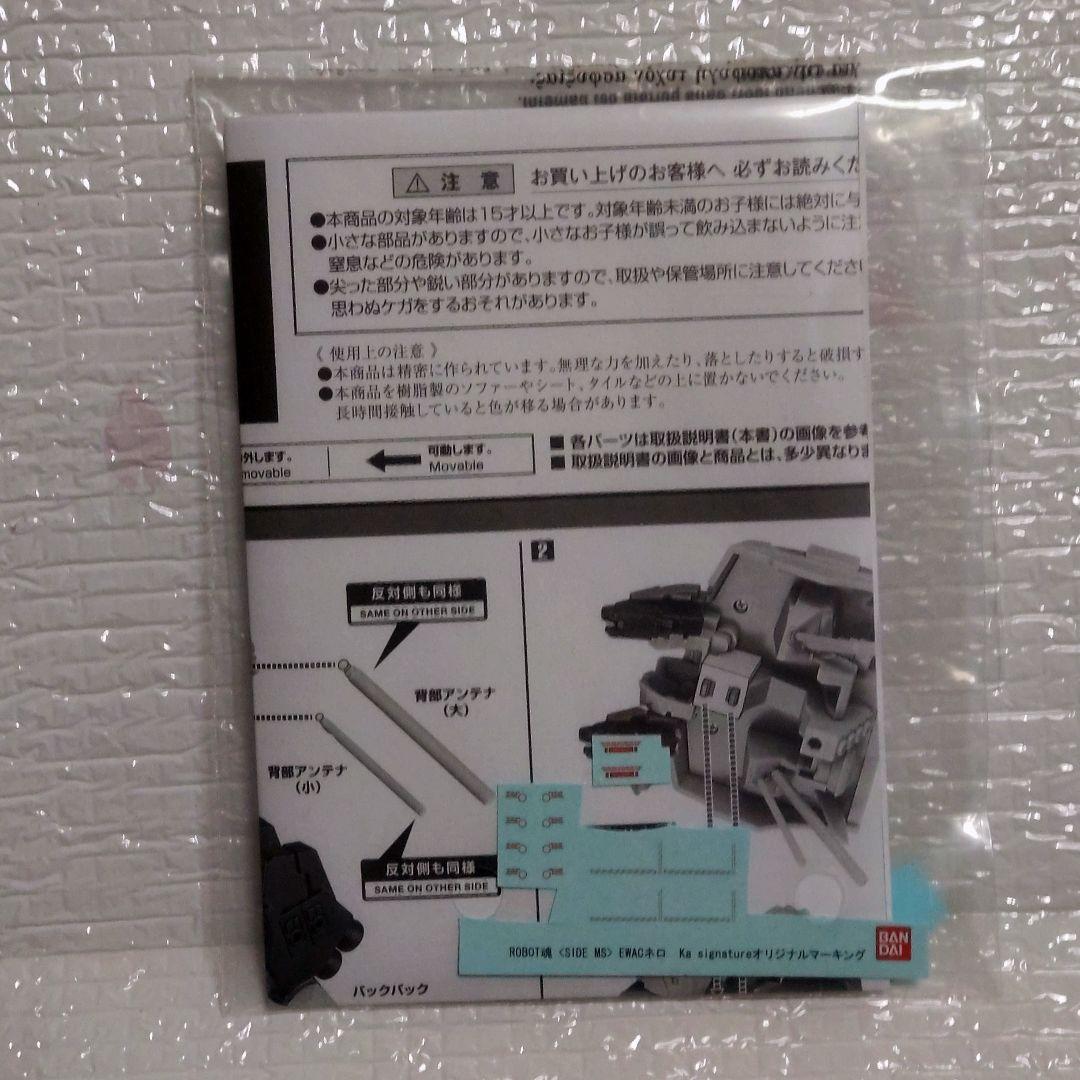 ⚠注 意 お買い上げのお客様へ 必ずお読みくだ
●本商品の対象年齢は15才以上です。対象年齢未満のお子様には絶対に与
●小さな部品がありますので、小さなお子様が誤って飲み込まないように注
窒息などの危険があります。
●尖った部分や鋭い部分がありますので、取扱や保管場所に注意してくださ
思わぬケガをするおそれがあります。
《 使用上の注意 》
●本商品は精密に作られています。無理な力を加えたり、落としたりすると破損す
●本商品を樹脂製のソファーやシート、タイルなどの上に置かないでください。
長時間接触していると色が移る場合があります。
外します。
movable
可動します。
Movable
■ 各パーツは取扱説明書(本書)の画像を参
■ 取扱説明書の画像と商品とは、多少異なり
2
反対側も同様
SAME ON OTHER SIDE
背部アンテナ
(大)
背部アンテナ
(小)
反対側も同様
SAME ON OTHER SIDE
バックパック
ROBOT魂 <SIDE MS> EWACネロ Ka signatureオリジナルマーキング
BAN
DAI